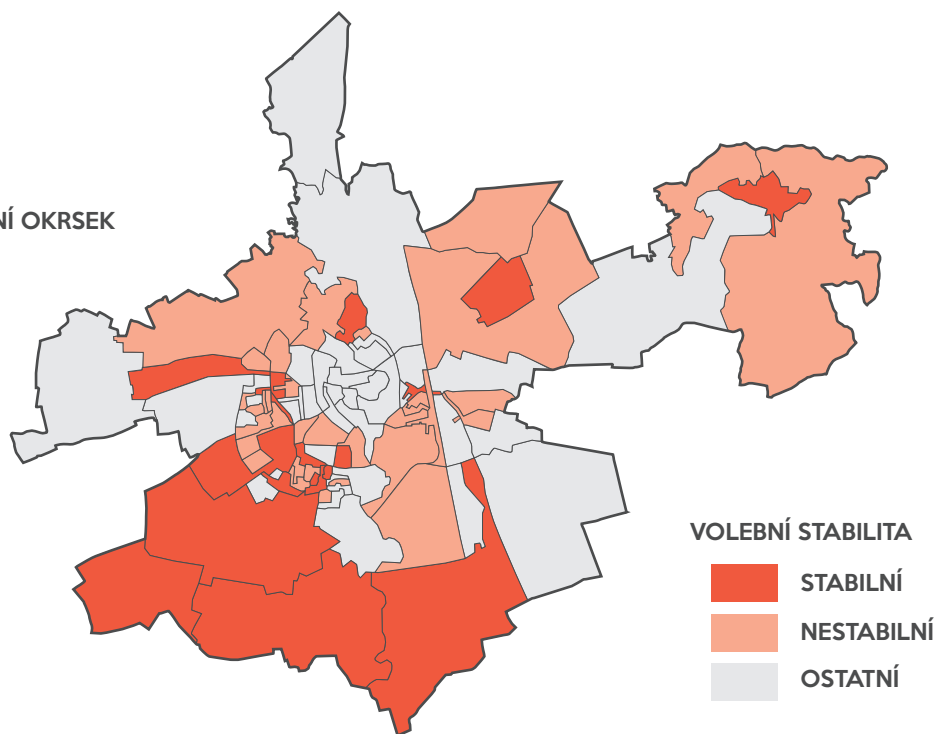 NÍ OKRSEK
VOLEBNÍ STABILITA
STABILNÍ
NESTABILNÍ
OSTATNÍ